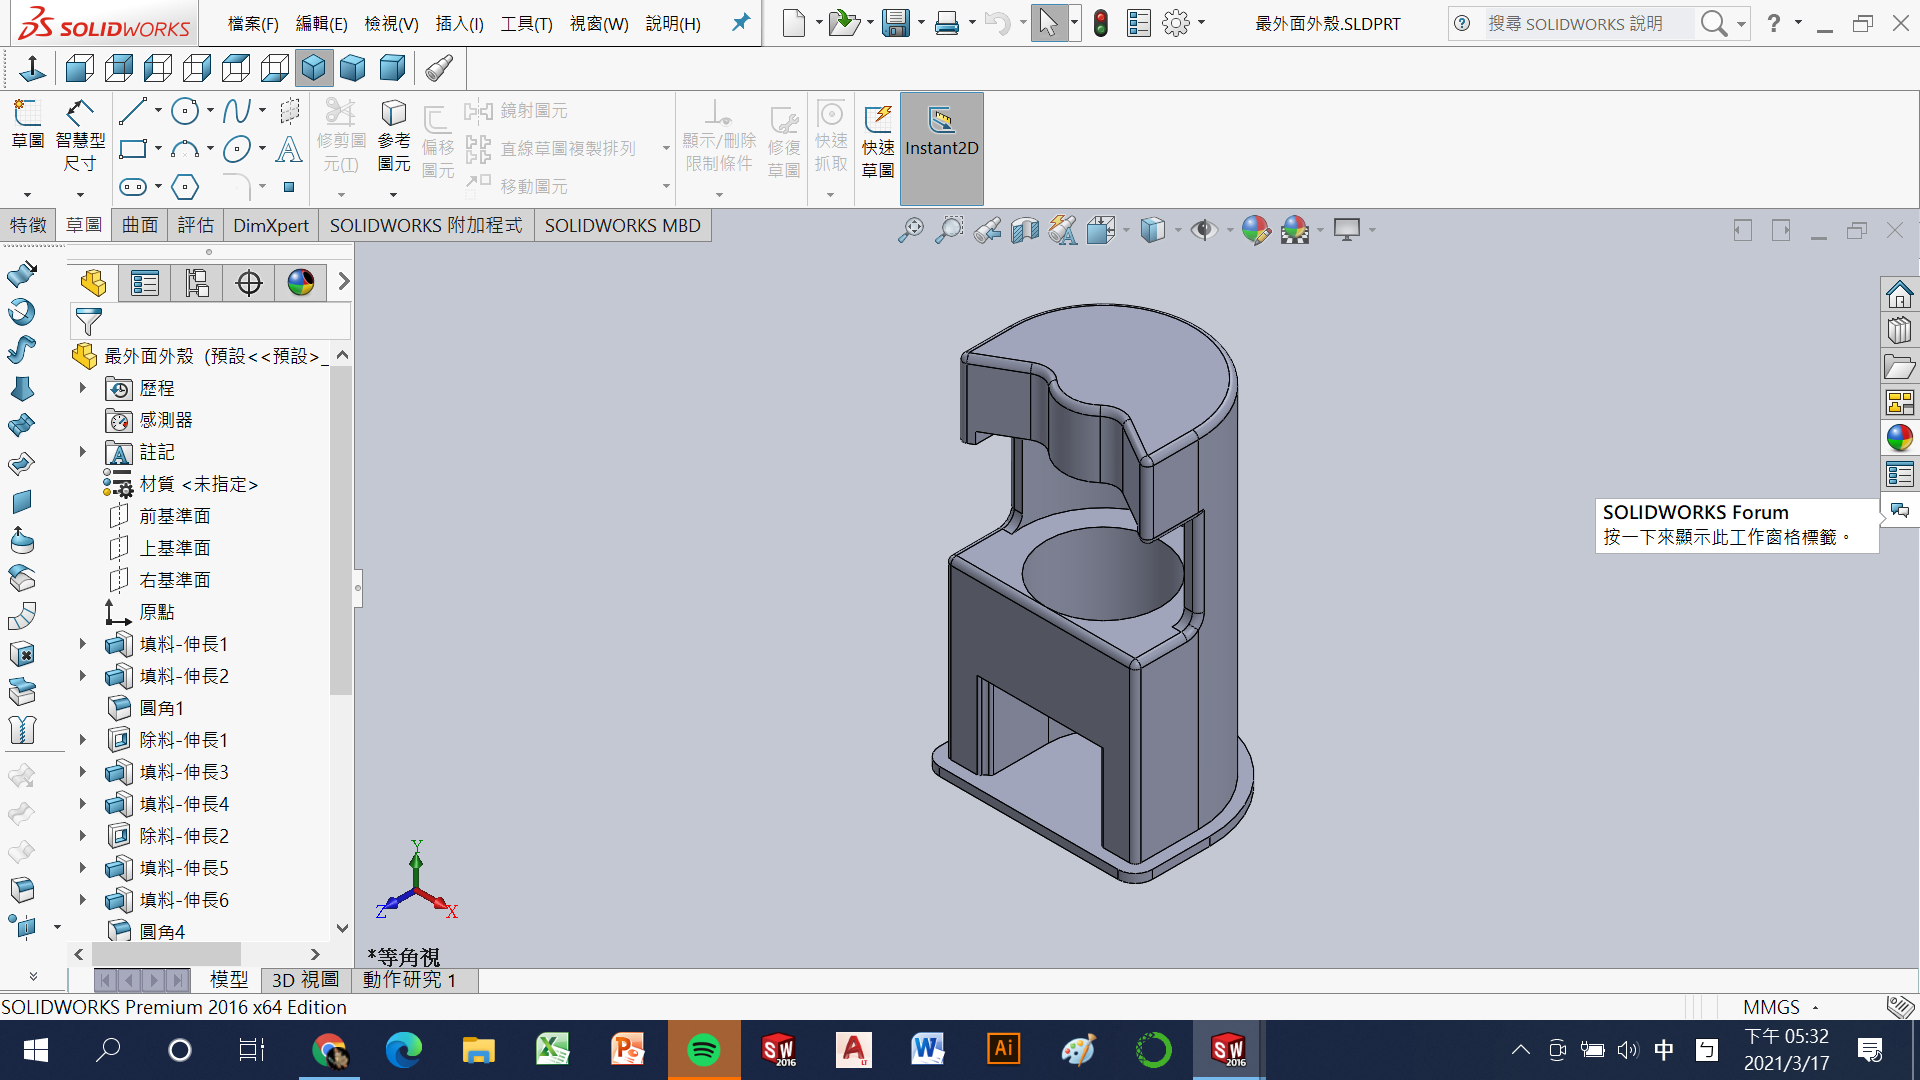 SOLIDWORKS
檔案(F) 編輯(E) 檢視(V) 插入(I) 工具(T) 視窗(W) 說明(H)
最外面外殼.SLDPRT
搜尋 SOLIDWORKS 說明
草圖
智慧型
尺寸
修剪圖
元(T)
參考
圖元
偏移
圖元
鏡射圖元
直線草圖複製排列
移動圖元
顯示/刪除
限制條件
修復
草圖
快速
抓取
快速
草圖
Instant2D
特徵 草圖 曲面 評估 DimXpert SOLIDWORKS 附加程式 SOLIDWORKS MBD
最外面外殼 (預設<<預設>_
歷程
感測器
註記
材質 <未指定>
前基準面
上基準面
右基準面
原點
填料-伸長1
填料-伸長2
圓角1
除料-伸長1
填料-伸長3
填料-伸長4
除料-伸長2
填料-伸長5
填料-伸長6
圓角4
SOLIDWORKS Forum
按一下來顯示此工作窗格標籤。
Y
Z
X
*等角視
模型 3D 視圖 動作研究 1
SOLIDWORKS Premium 2016 x64 Edition
MMGS
中
ㄅ
下午 05:32
2021/3/17